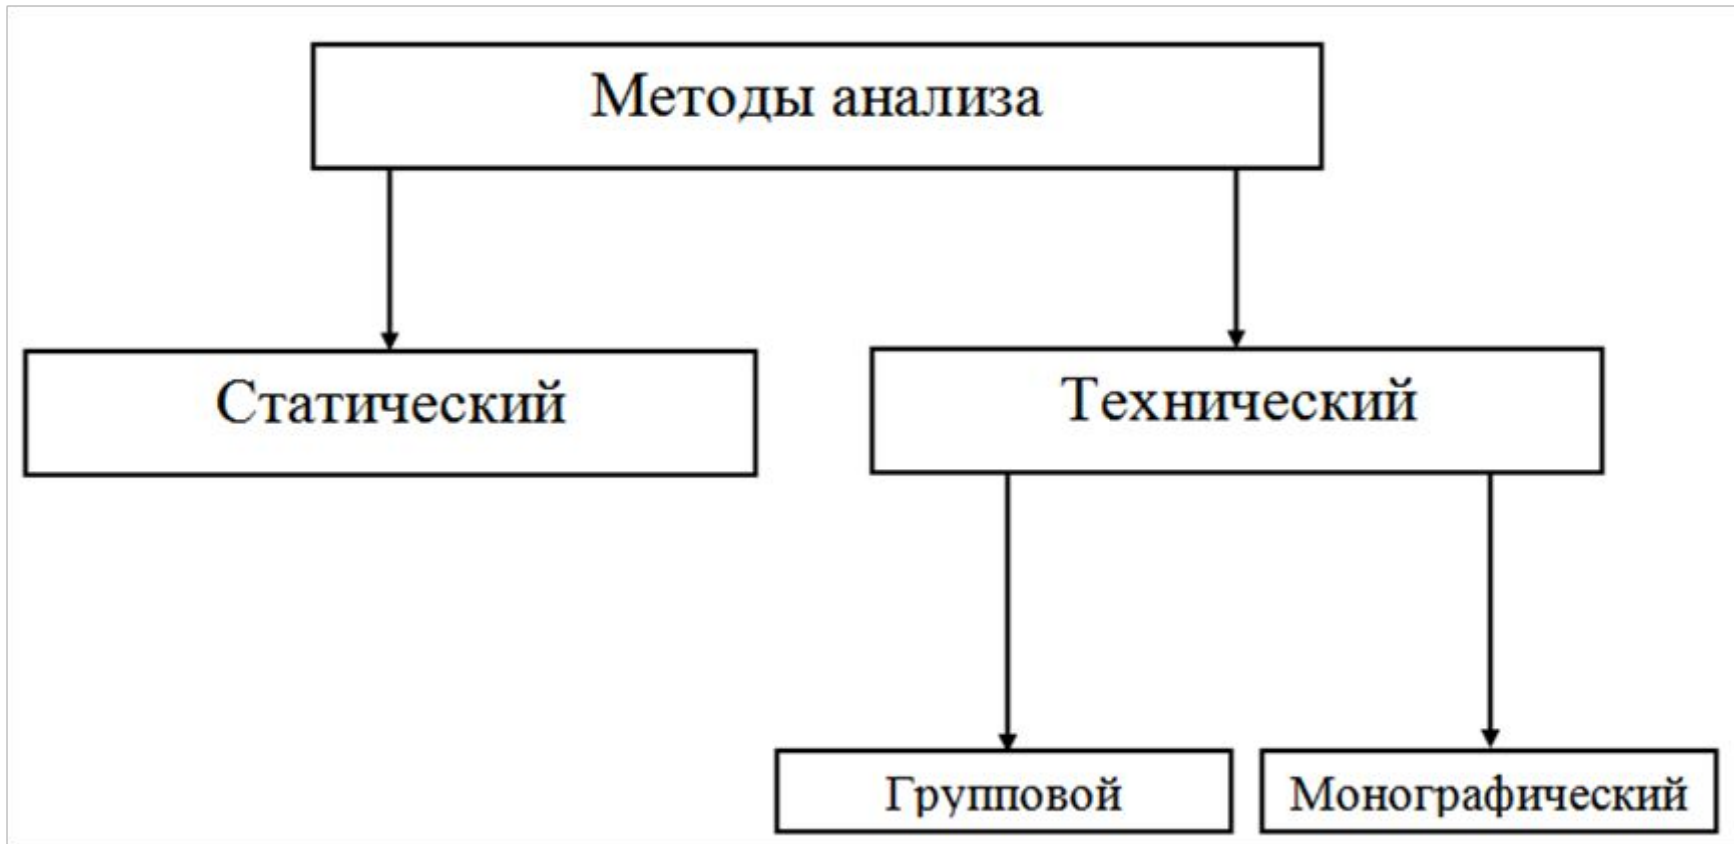 Методы анализа
Статический
Технический
Групповой
Монографический